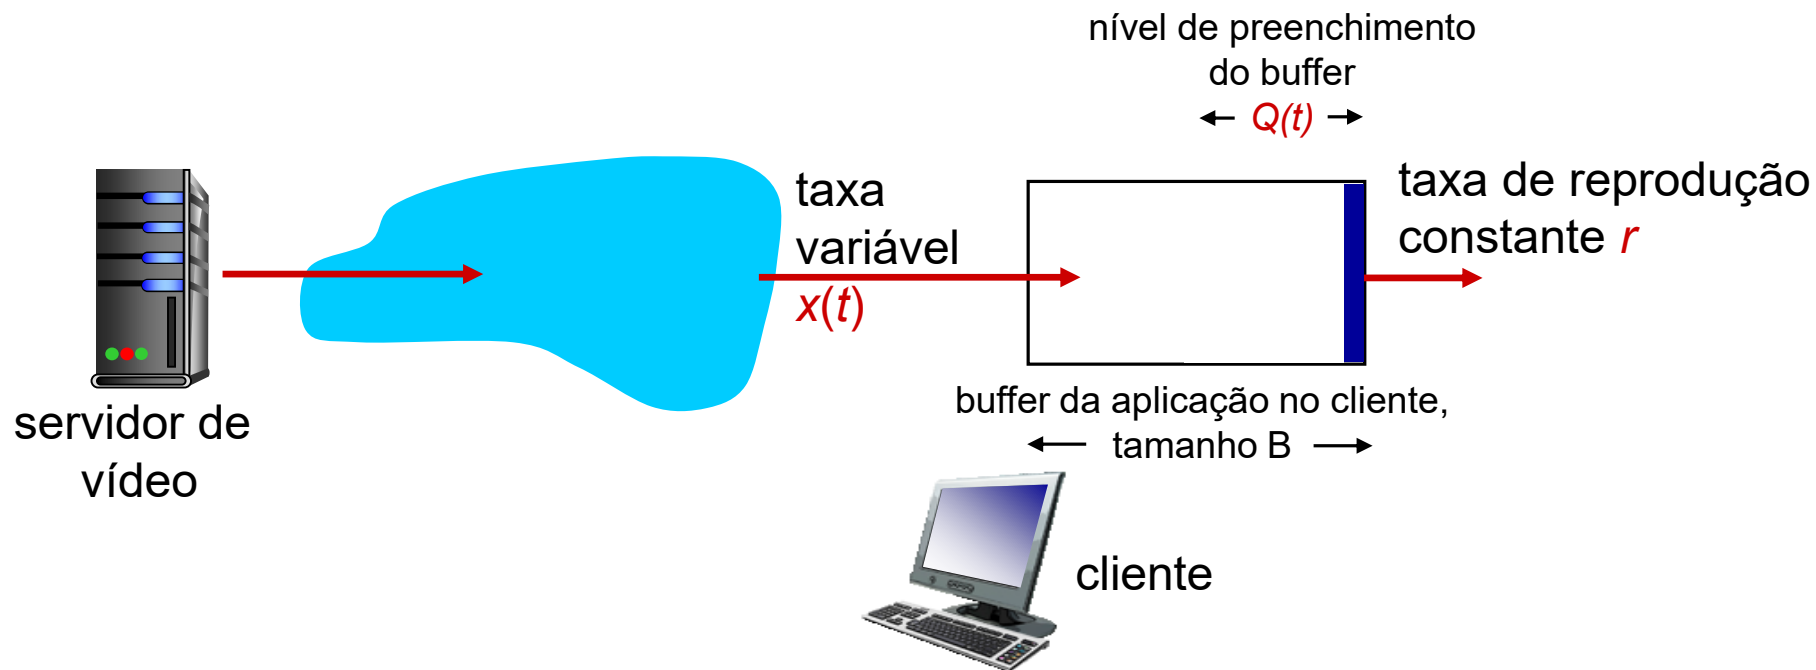 nível de preenchimento
do buffer
Q(t)
taxa
variável
x(t)
taxa de reprodução
constante r
servidor de
vídeo
buffer da aplicação no cliente,
tamanho B
cliente